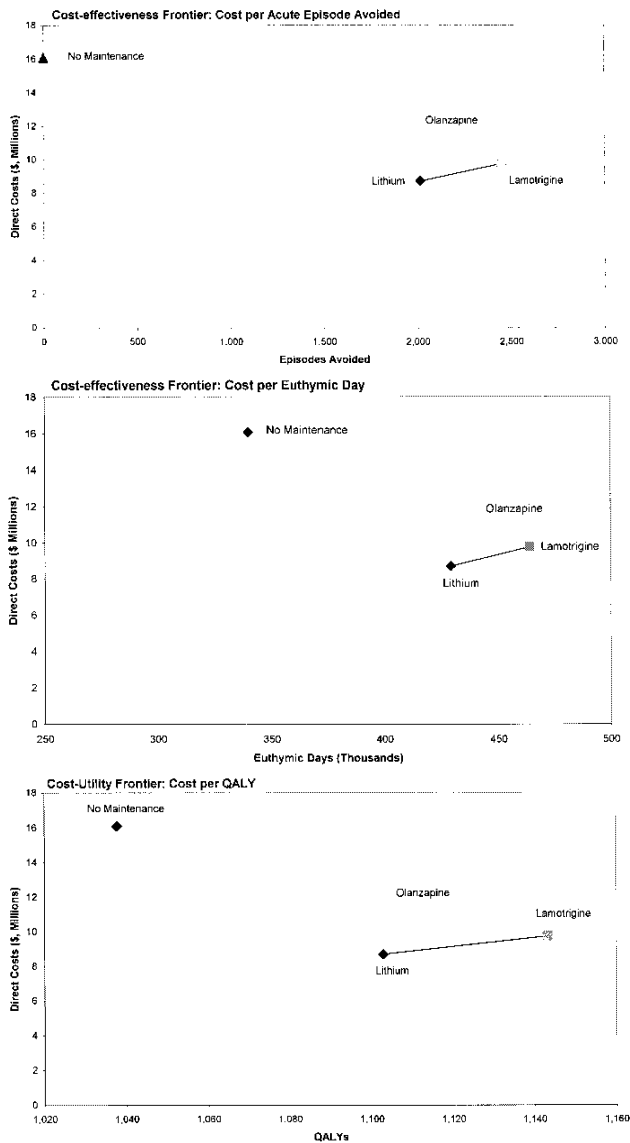 Cost-effectiveness Frontier: Cost per Acute Episode Avoided
18
16
No Maintenance
14
12
Olanzapine
10
Lithium
Lamotrigine
8
6
4
2
0
Direct Costs ($, Millions)
0 500 1.000 1.500 2,000 2,500 3.000
Episodes Avoided
Cost-effectiveness Frontier: Cost per Euthymic Day
18
16
No Maintenance
14
12
Olanzapine
10
Lamotrigine
8
Lithium
6
4
2
0
Direct Costs ($ Millions)
250 300 350 400 450 500
Euthymic Days (Thousands)
Cost-Utility Frontier: Cost per QALY
18
No Maintenance
16
14
12
Olanzapine
Lamotrigine
10
8
Lithium
6
4
2
0
Direct Costs ($, Millions)
1,020 1,040 1,060 1,080 1,100 1,120 1,140 1,160
QALYs